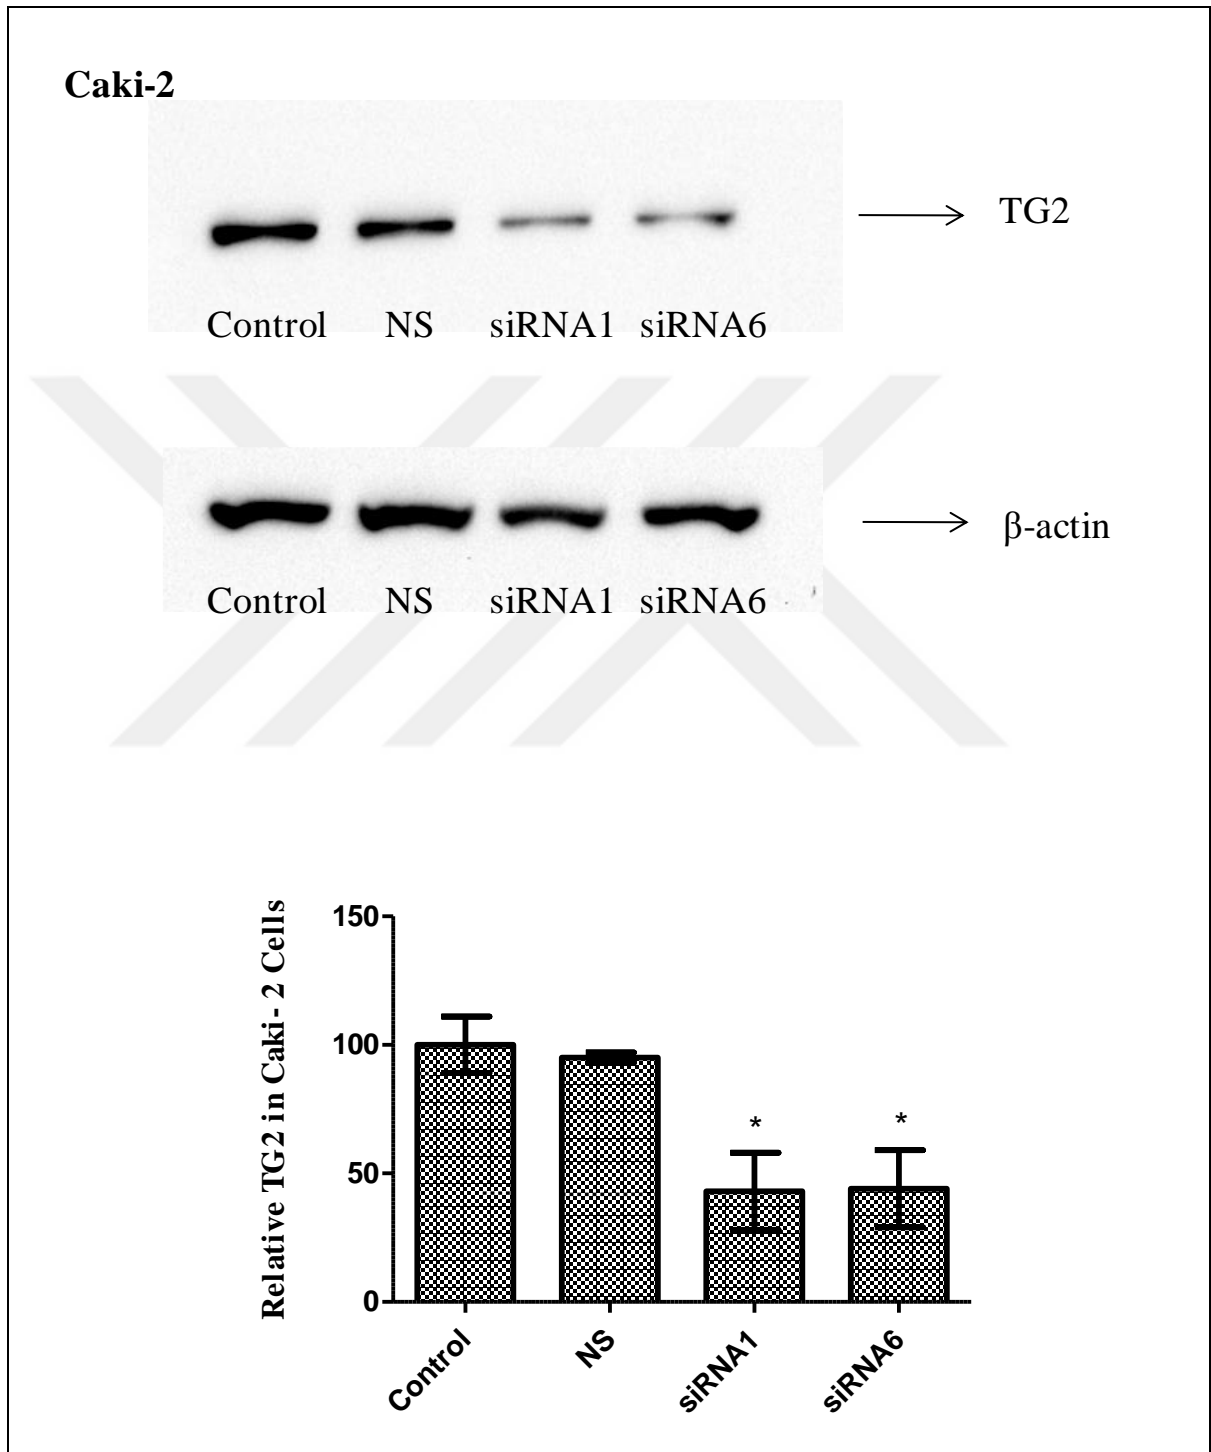 Caki-2
TG2
Control NS siRNA1 siRNA6
β-actin
Control NS siRNA1 siRNA6
Relative TG2 in Caki- 2 Cells
150
100
50
0
* *
Control NS siRNA1 siRNA6